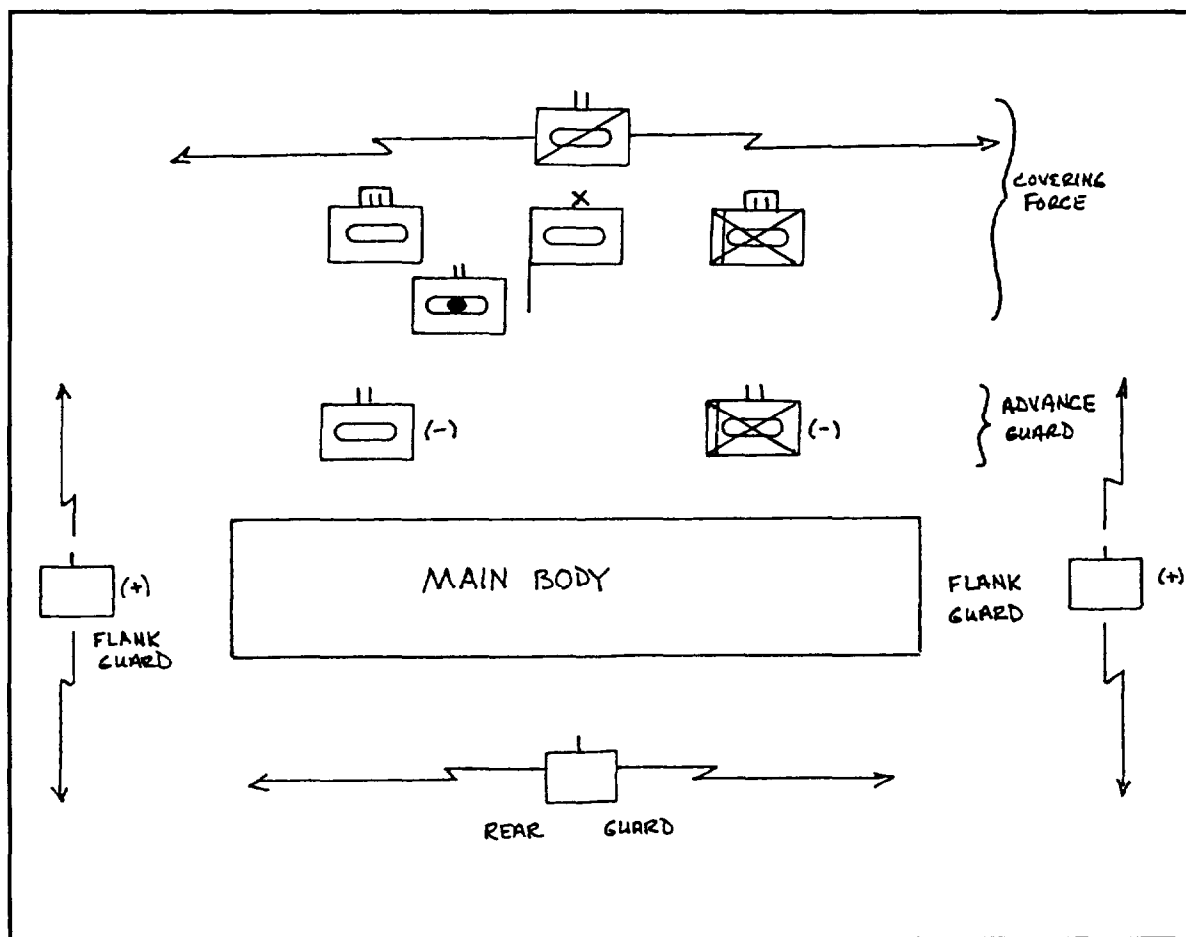 COVERING
FORCE
(-)
(-)
ADVANCE
GUARD
MAIN BODY
(+)
FLANK
GUARD
FLANK
GUARD
(+)
REAR GUARD